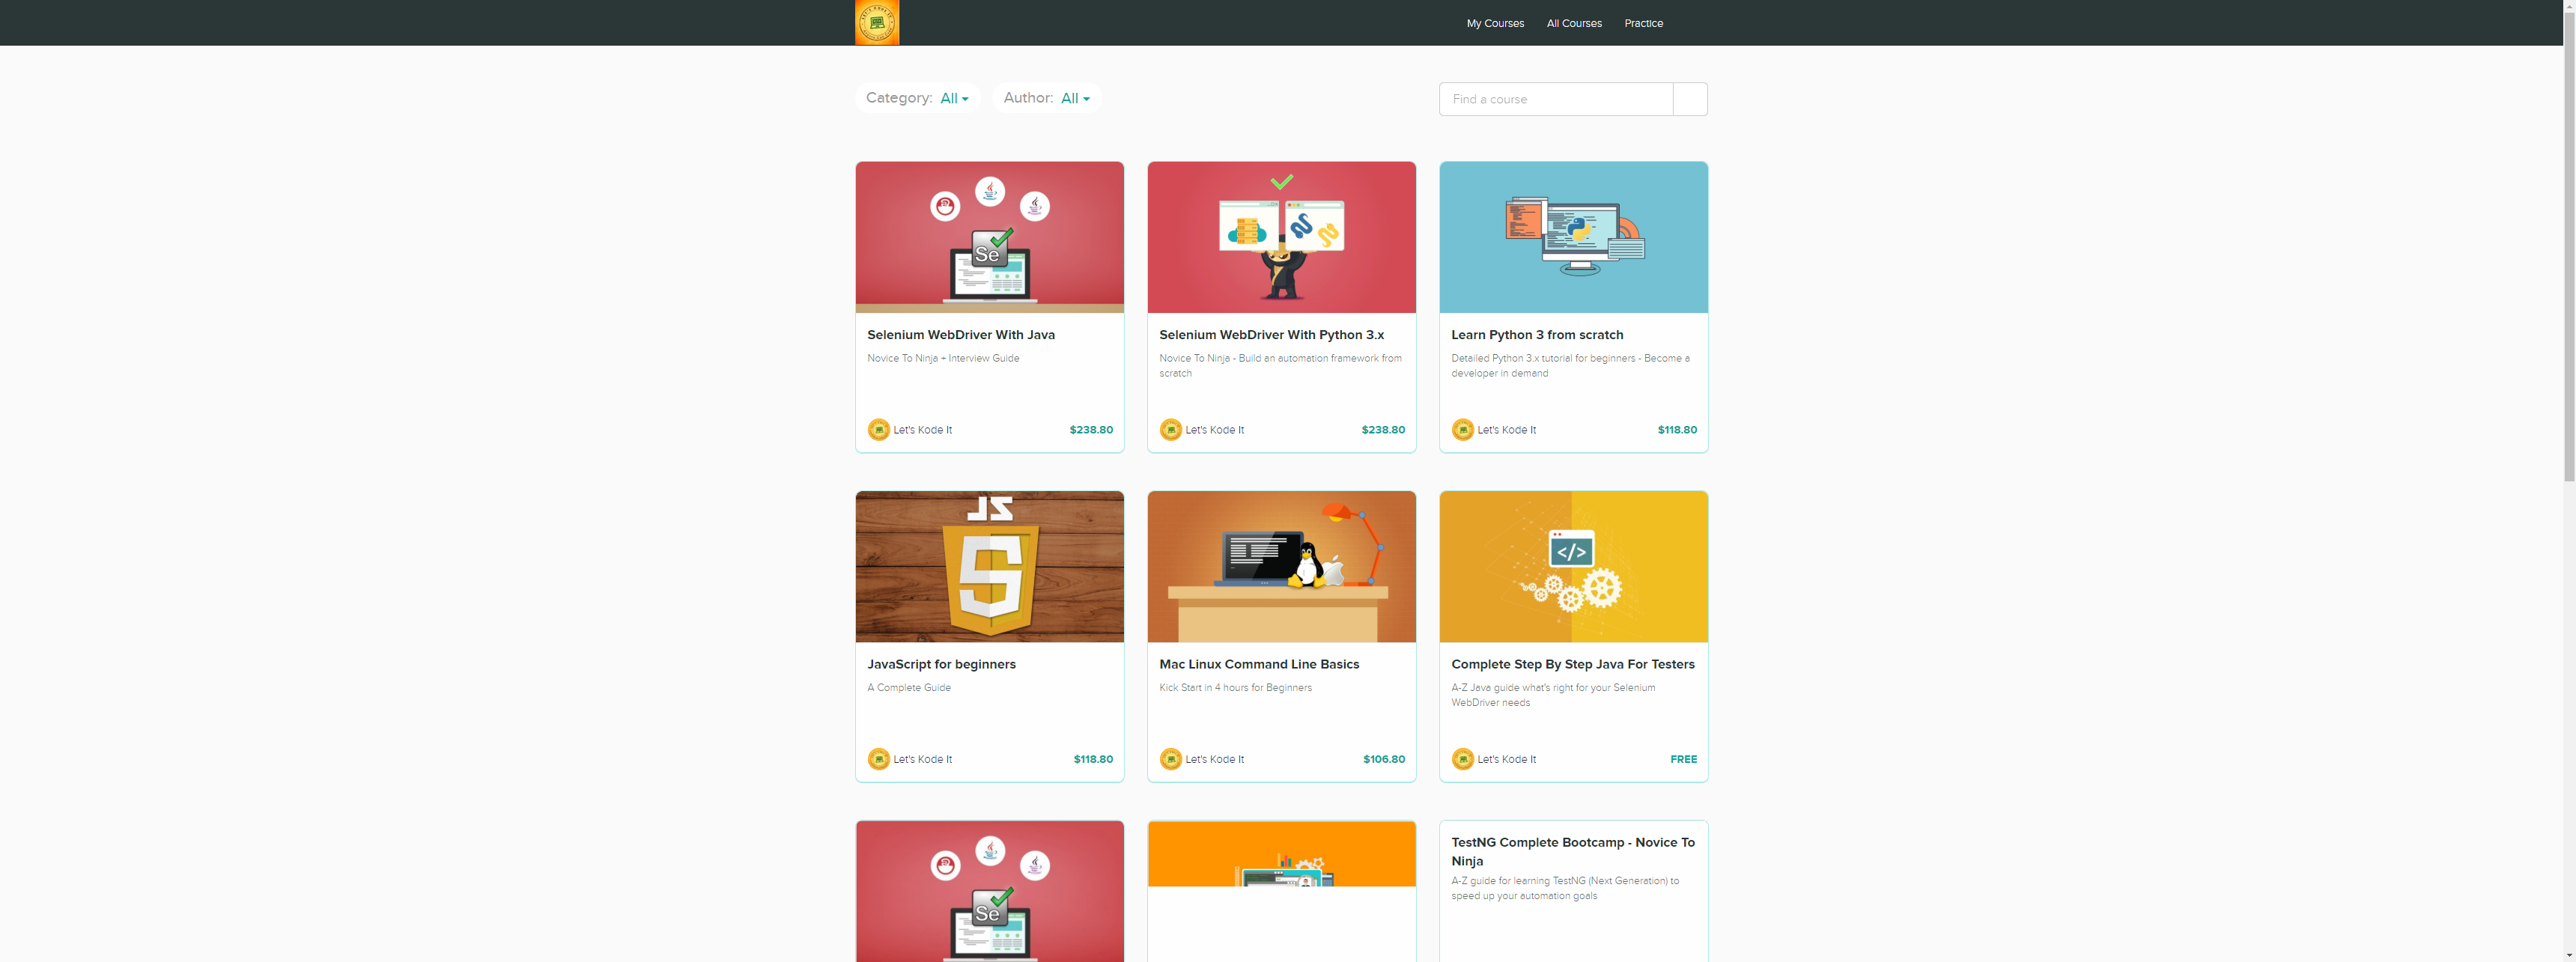 My Courses
All Courses
Practice
Category: All
Author: All
Find a course
Se
Selenium WebDriver With Java
Novice To Ninja + Interview Guide
Let's Kode It
$238.80
Selenium WebDriver With Python 3.x
Novice To Ninja - Build an automation framework from
scratch
Let's Kode It
$238.80
Learn Python 3 from scratch
Detailed Python 3.x tutorial for beginners - Become a
developer in demand
Let's Kode It
$118.80
JS
JavaScript for beginners
A Complete Guide
Let's Kode It
$118.80
Mac Linux Command Line Basics
Kick Start in 4 hours for Beginners
Let's Kode It
$106.80
</>
Complete Step By Step Java For Testers
A-Z Java guide what's right for your Selenium
WebDriver needs
Let's Kode It
FREE
Se
TestNG Complete Bootcamp - Novice To
Ninja
A-Z guide for learning TestNG (Next Generation) to
speed up your automation goals